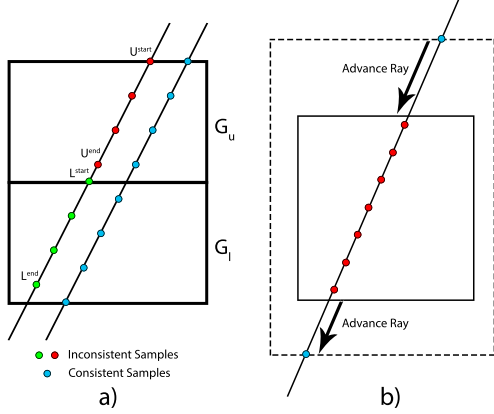 U^start
G_u
U^end
L^start
G_l
L^end
Inconsistent Samples
Consistent Samples
a)
Advance Ray
Advance Ray
b)